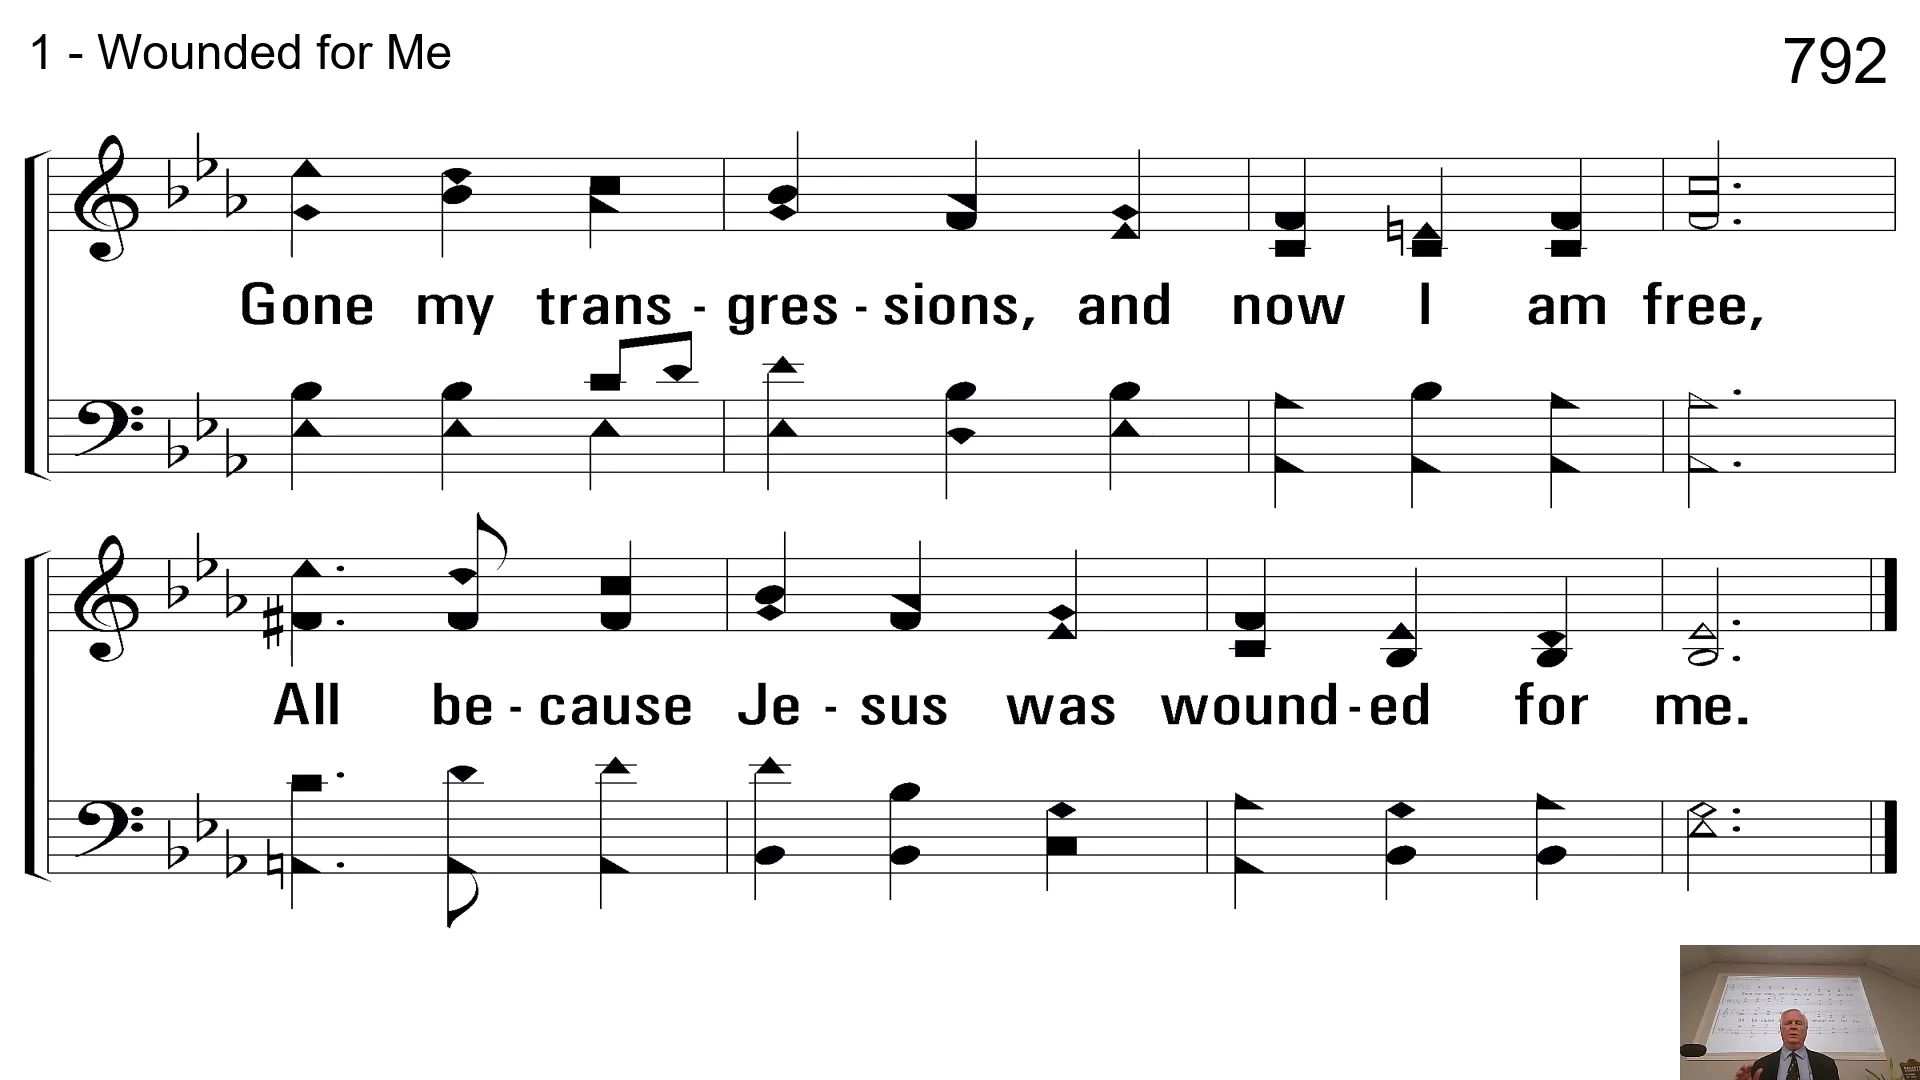 1 - Wounded for Me
792
Gone my trans - gres - sions, and now I am free,
All be - cause Je - sus was wound - ed for me.